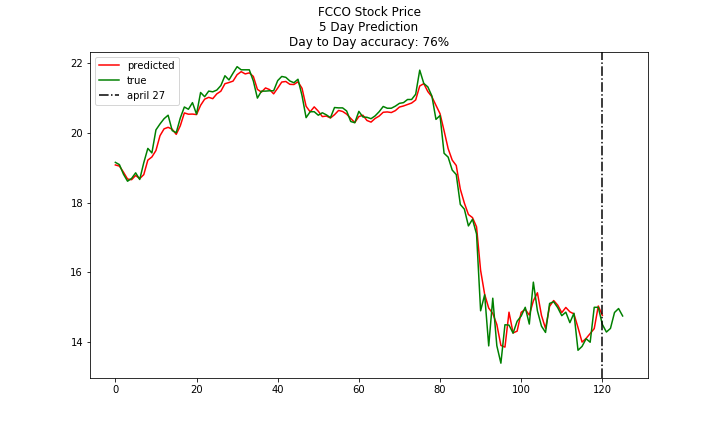 FCCO Stock Price
5 Day Prediction
Day to Day accuracy: 76%
predicted
true
april 27
22
20
18
16
14
0
20
40
60
80
100
120